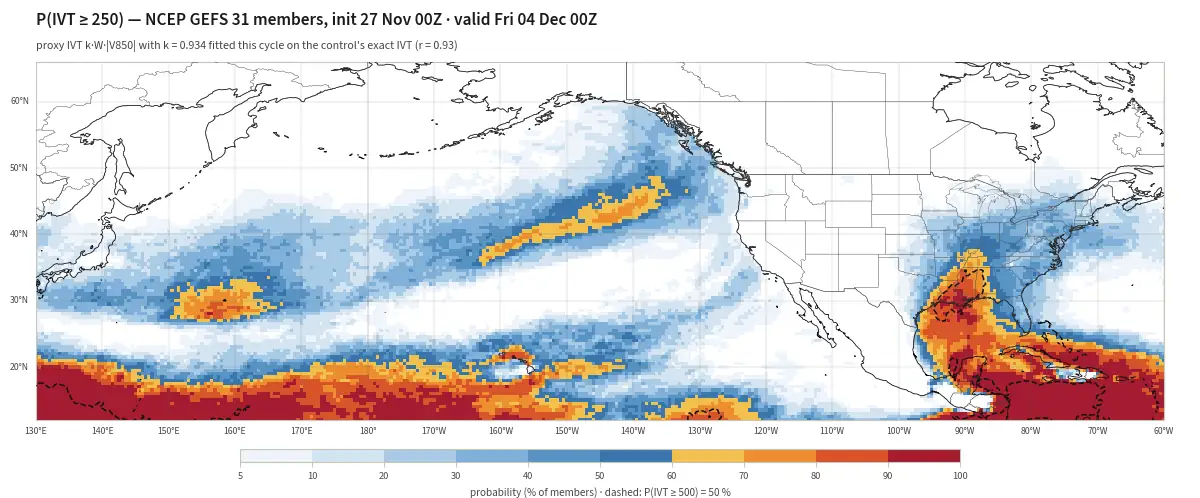 P(IVT ≥ 250) — NCEP GEFS 31 members, init 27 Nov 00Z · valid Fri 04 Dec 00Z
proxy IVT k·W·|V850| with k = 0.934 fitted this cycle on the control's exact IVT (r = 0.93)
60°N
50°N
40°N
30°N
20°N
130°E 140°E 150°E 160°E 170°E 180° 170°W 160°W 150°W 140°W 130°W 120°W 110°W 100°W 90°W 80°W 70°W 60°W
5 10 20 30 40 50 60 70 80 90 100
probability (% of members) · dashed: P(IVT ≥ 500) = 50 %